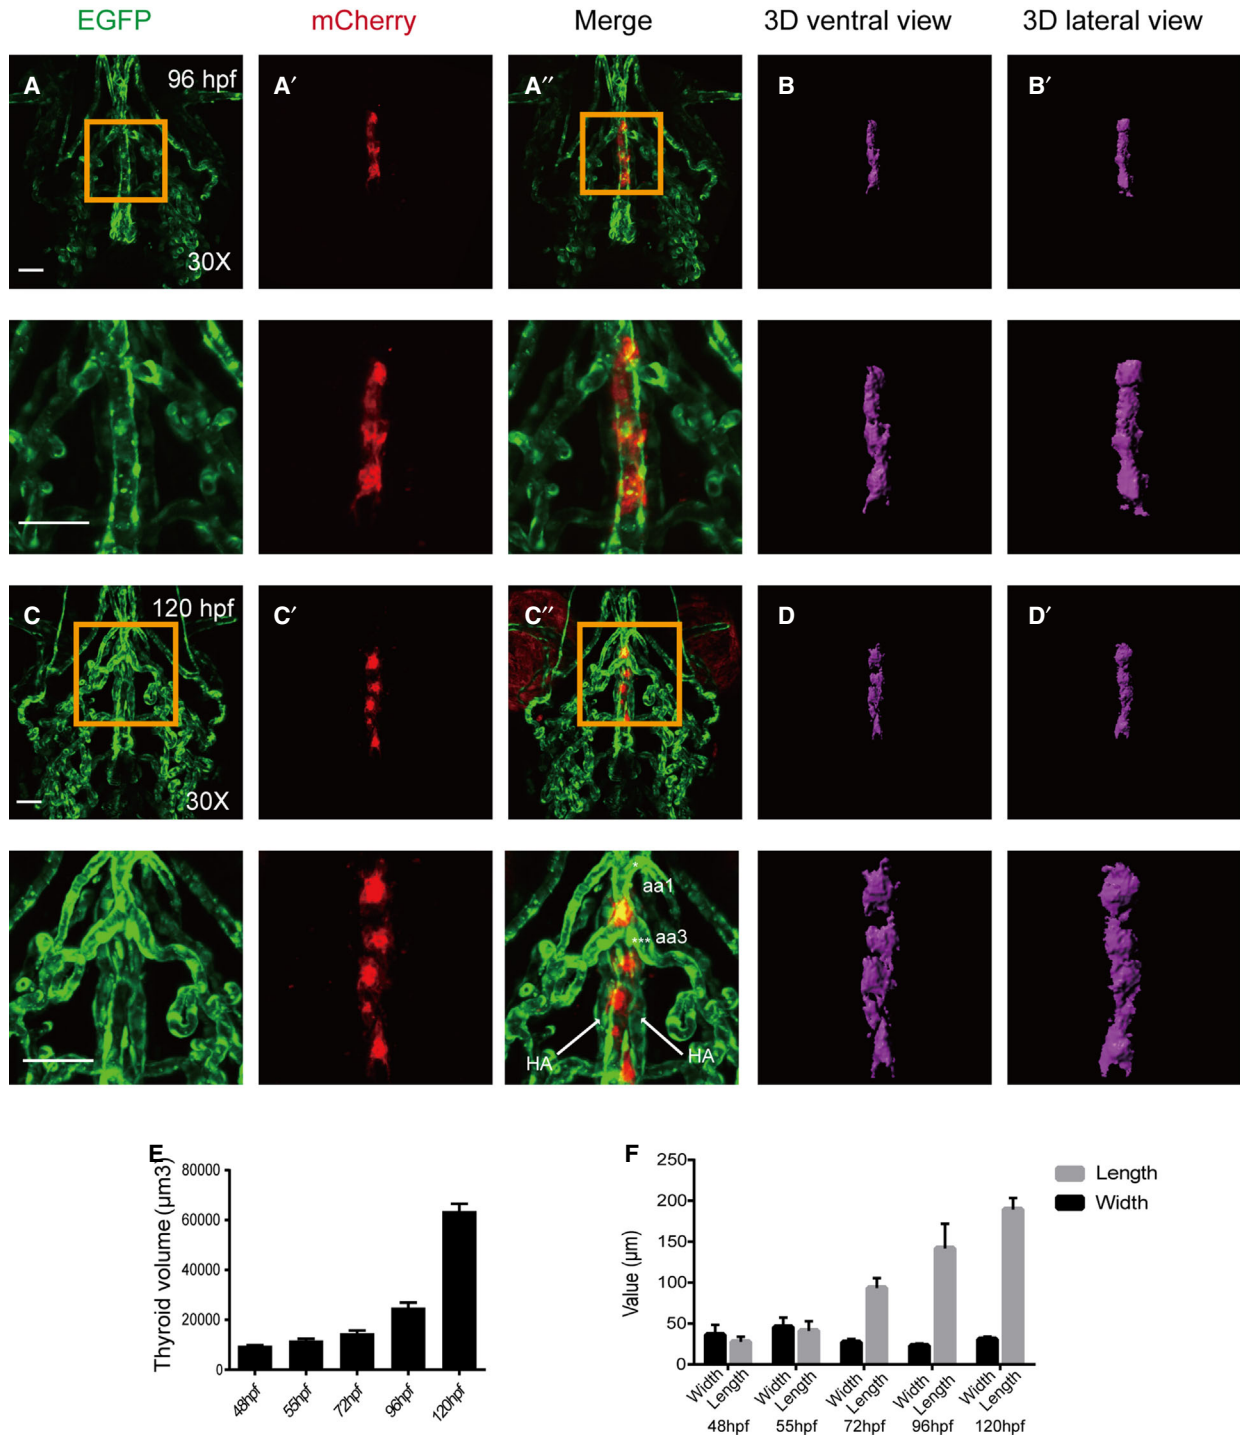 EGFP mCherry Merge 3D ventral view 3D lateral view
A 96 hpf A′ A″ B B′
30X
C 120 hpf C′ C″ D D′
30X
* aa1
*** aa3
HA HA
E
Thyroid volume (µm3)
80000
60000
40000
20000
0
48hpf 55hpf 72hpf 96hpf 120hpf
F
Value (µm)
250
200
150
100
50
0
Length
Width
Width Length Width Length Width Length Width Length Width Length
48hpf 55hpf 72hpf 96hpf 120hpf